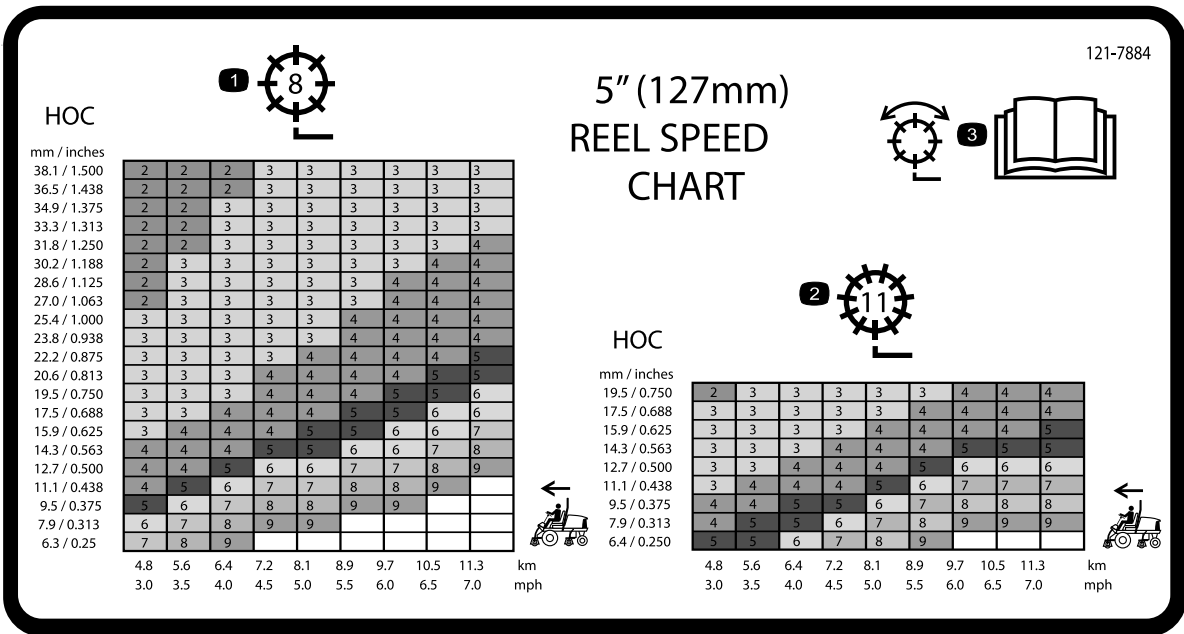 121-7884
1
8
5” (127mm)
REEL SPEED
CHART
3
HOC
mm / inches
38.1 / 1.500 2 2 2 3 3 3 3 3 3
36.5 / 1.438 2 2 2 3 3 3 3 3 3
34.9 / 1.375 2 2 3 3 3 3 3 3 3
33.3 / 1.313 2 2 3 3 3 3 3 3 3
31.8 / 1.250 2 2 3 3 3 3 3 3 4
30.2 / 1.188 2 3 3 3 3 3 3 4 4
28.6 / 1.125 2 3 3 3 3 3 4 4 4
27.0 / 1.063 2 3 3 3 3 3 4 4 4
25.4 / 1.000 3 3 3 3 3 4 4 4 4
23.8 / 0.938 3 3 3 3 3 4 4 4 4
22.2 / 0.875 3 3 3 3 4 4 4 4 5
20.6 / 0.813 3 3 3 4 4 4 4 5 5
19.5 / 0.750 3 3 3 4 4 4 5 5 6
17.5 / 0.688 3 3 4 4 4 5 5 6 6
15.9 / 0.625 3 4 4 4 5 5 6 6 7
14.3 / 0.563 4 4 4 5 5 6 6 7 8
12.7 / 0.500 4 4 5 6 6 7 7 8 9
11.1 / 0.438 4 5 6 7 7 8 8 9
9.5 / 0.375 5 6 7 8 8 9 9
7.9 / 0.313 6 7 8 9 9
6.3 / 0.25 7 8 9
4.8 5.6 6.4 7.2 8.1 8.9 9.7 10.5 11.3 km
3.0 3.5 4.0 4.5 5.0 5.5 6.0 6.5 7.0 mph
2
11
HOC
mm / inches
19.5 / 0.750 2 3 3 3 3 3 4 4 4
17.5 / 0.688 3 3 3 3 3 4 4 4 4
15.9 / 0.625 3 3 3 3 4 4 4 4 5
14.3 / 0.563 3 3 3 4 4 4 5 5 5
12.7 / 0.500 3 3 4 4 4 5 6 6 6
11.1 / 0.438 3 4 4 4 5 6 7 7 7
9.5 / 0.375 4 4 5 5 6 7 8 8 8
7.9 / 0.313 4 5 5 6 7 8 9 9 9
6.4 / 0.250 5 5 6 7 8 9
4.8 5.6 6.4 7.2 8.1 8.9 9.7 10.5 11.3 km
3.0 3.5 4.0 4.5 5.0 5.5 6.0 6.5 7.0 mph